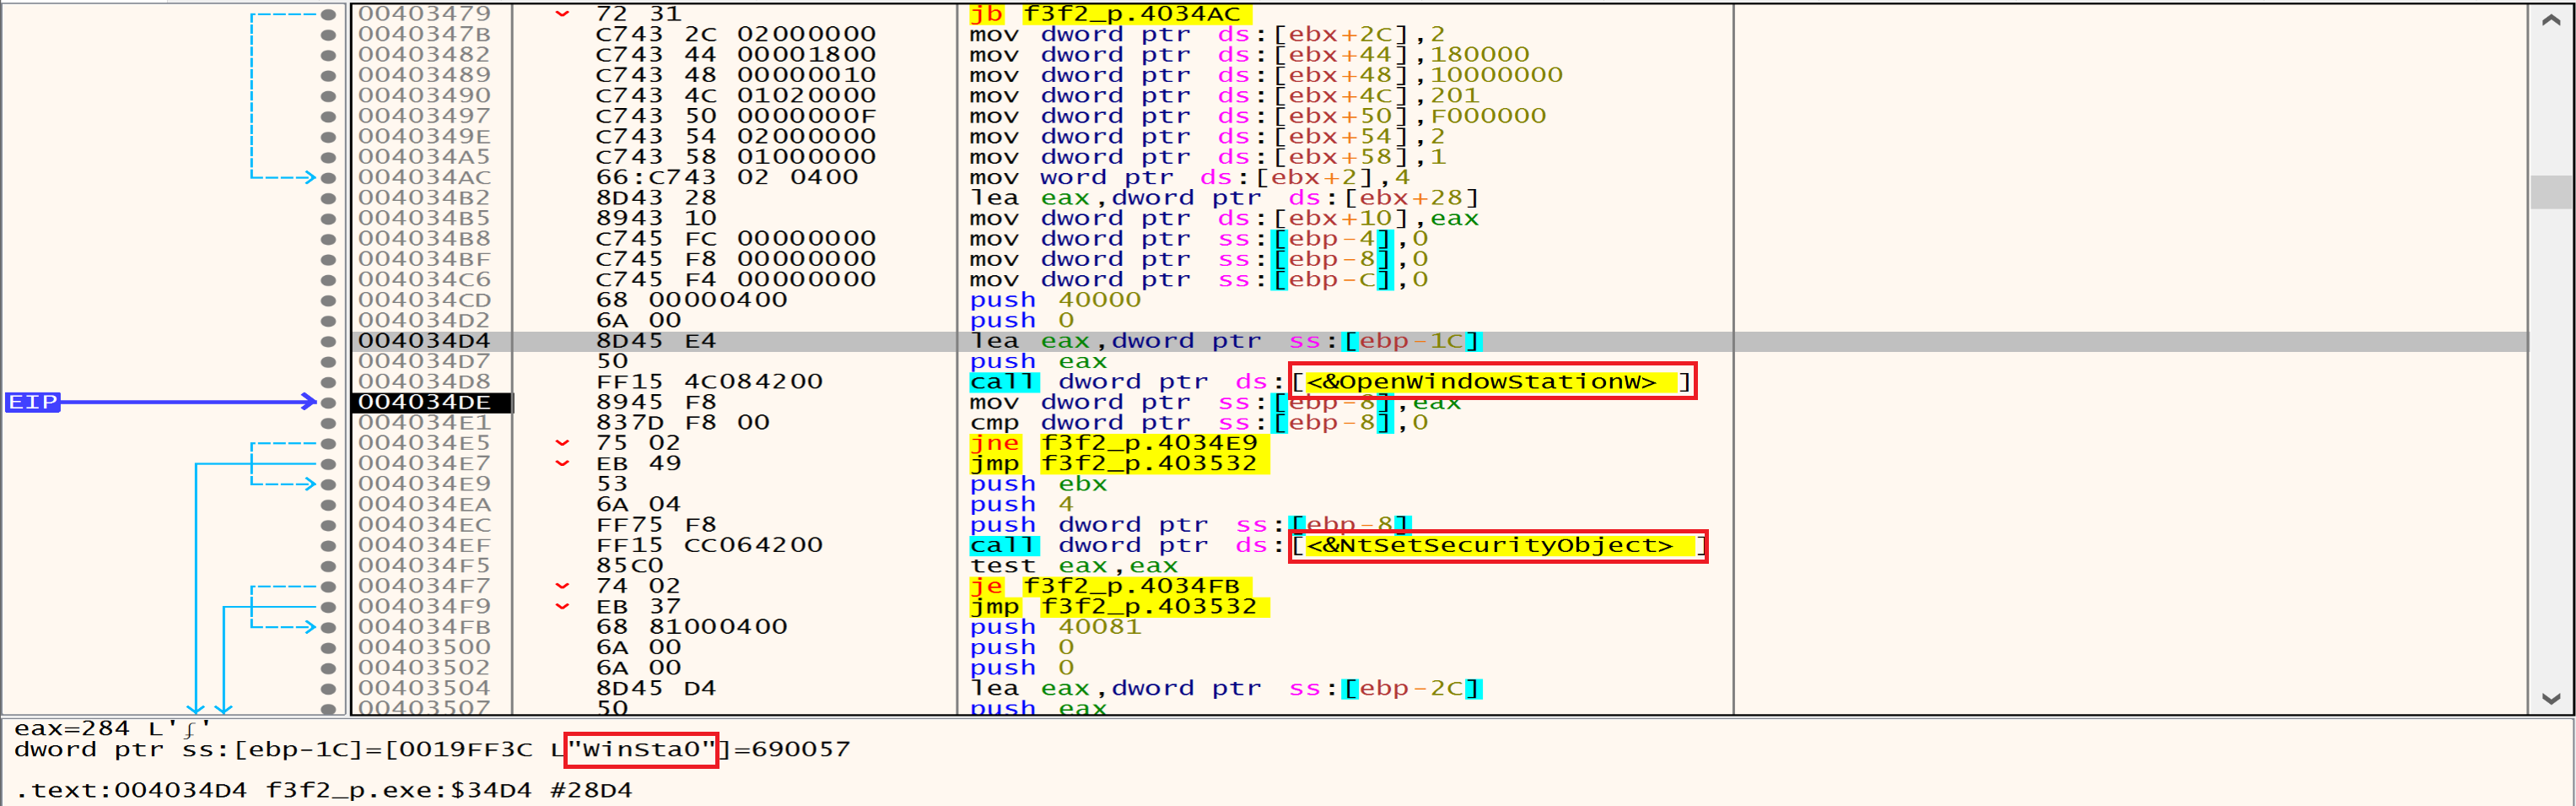 00403479 72 31 jb f3f2_p.4034AC
0040347B C743 2C 02000000 mov dword ptr ds:[ebx+2C],2
00403482 C743 44 00001800 mov dword ptr ds:[ebx+44],180000
00403489 C743 48 00000010 mov dword ptr ds:[ebx+48],10000000
00403490 C743 4C 01020000 mov dword ptr ds:[ebx+4C],201
00403497 C743 50 0000000F mov dword ptr ds:[ebx+50],F000000
0040349E C743 54 02000000 mov dword ptr ds:[ebx+54],2
004034A5 C743 58 01000000 mov dword ptr ds:[ebx+58],1
004034AC 66:C743 02 0400 mov word ptr ds:[ebx+2],4
004034B2 8D43 28 lea eax,dword ptr ds:[ebx+28]
004034B5 8943 10 mov dword ptr ds:[ebx+10],eax
004034B8 C745 FC 00000000 mov dword ptr ss:[ebp-4],0
004034BF C745 F8 00000000 mov dword ptr ss:[ebp-8],0
004034C6 C745 F4 00000000 mov dword ptr ss:[ebp-C],0
004034CD 68 00000400 push 40000
004034D2 6A 00 push 0
004034D4 8D45 E4 lea eax,dword ptr ss:[ebp-1C]
004034D7 50 push eax
004034D8 FF15 4C084200 call dword ptr ds:[<&OpenWindowStationW>]
EIP 004034DE 8945 F8 mov dword ptr ss:[ebp-8],eax
004034E1 837D F8 00 cmp dword ptr ss:[ebp-8],0
004034E5 75 02 jne f3f2_p.4034E9
004034E7 EB 49 jmp f3f2_p.403532
004034E9 53 push ebx
004034EA 6A 04 push 4
004034EC FF75 F8 push dword ptr ss:[ebp-8]
004034EF FF15 CC064200 call dword ptr ds:[<&NtSetSecurityObject>]
004034F5 85C0 test eax,eax
004034F7 74 02 je f3f2_p.4034FB
004034F9 EB 37 jmp f3f2_p.403532
004034FB 68 81000400 push 40081
00403500 6A 00 push 0
00403502 6A 00 push 0
00403504 8D45 D4 lea eax,dword ptr ss:[ebp-2C]
00403507 50 push eax
eax=284 L'ʄ'
dword ptr ss:[ebp-1C]=[0019FF3C L"WinSta0"]=690057
.text:004034D4 f3f2_p.exe:$34D4 #28D4